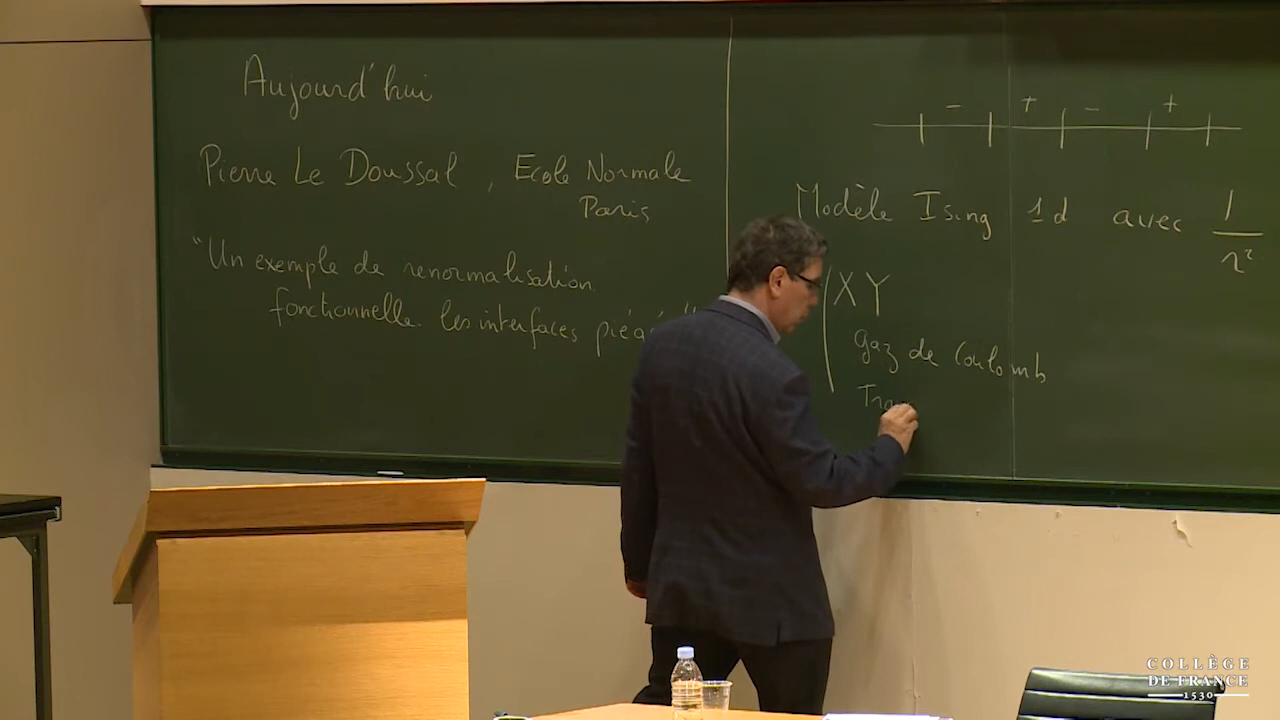 Aujourd'hui
Pierre Le Doussal, Ecole Normale
Paris
"Un exemple de renormalisation
fonctionnelle. les interfaces
- + - +
Modèle Ising 1d avec 1/r²
XY
Gaz de Coulomb
COLLÈGE
DE FRANCE
1530